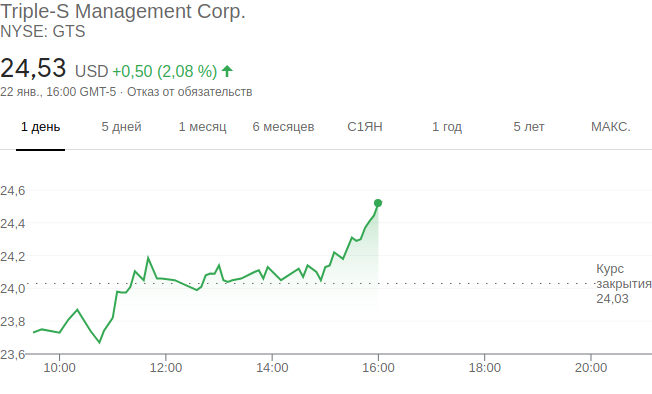 Triple-S Management Corp.
NYSE: GTS
24,53 USD +0,50 (2,08 %)
22 янв., 16:00 GMT-5 · Отказ от обязательств
1 день 5 дней 1 месяц 6 месяцев С1ЯН 1 год 5 лет МАКС.
24,6
24,4
24,2
24,0
23,8
23,6
Курс
закрытия
24,03
10:00 12:00 14:00 16:00 18:00 20:00